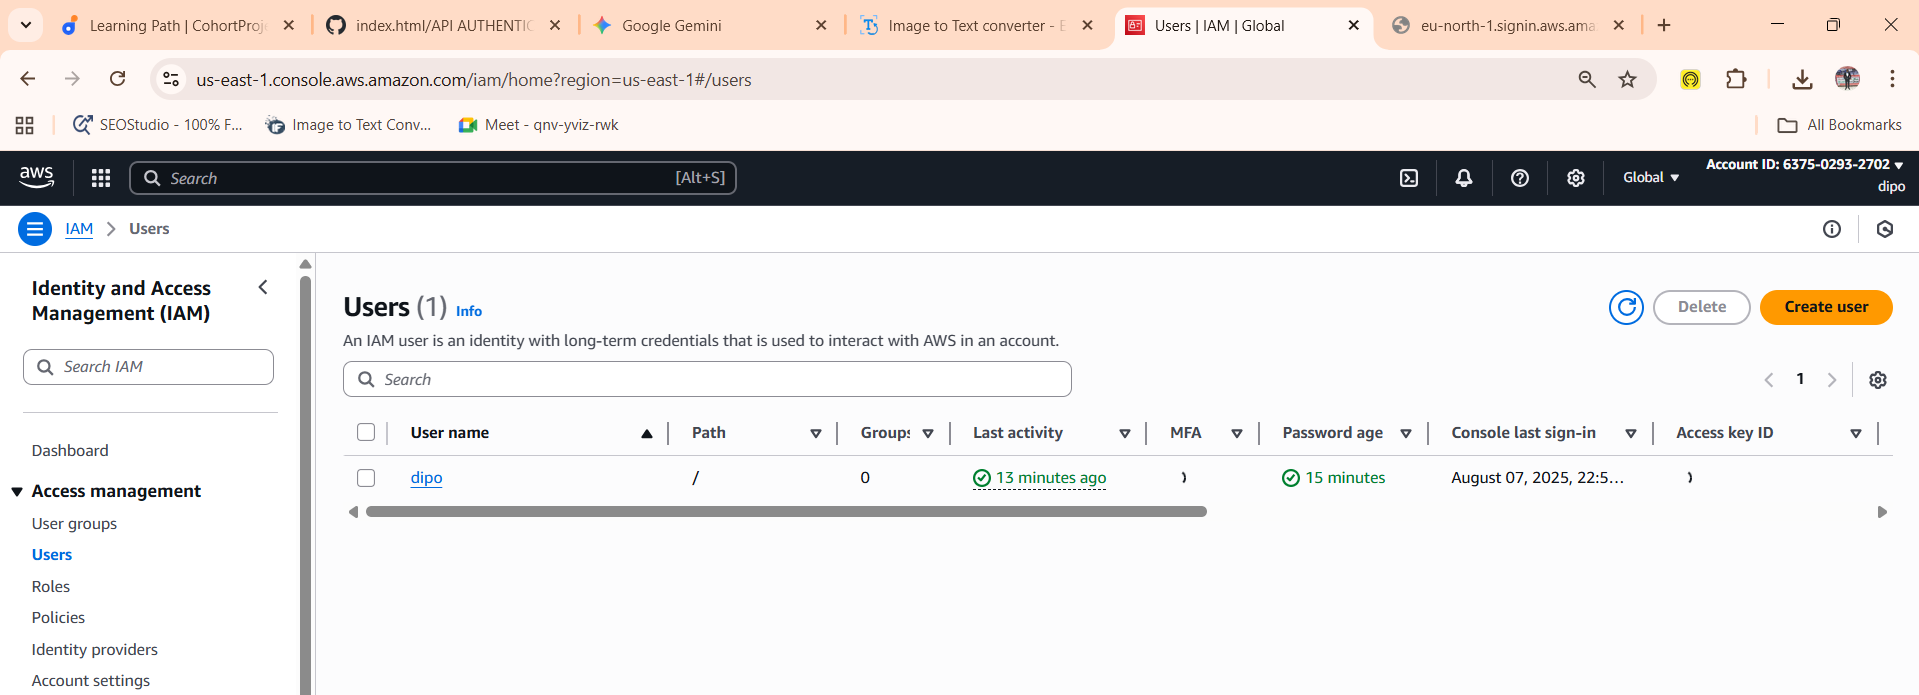 Learning Path | CohortProj
index.html/API AUTHENTIC
Google Gemini
Image to Text converter - E
Users | IAM | Global
eu-north-1.signin.aws.ama
us-east-1.console.aws.amazon.com/iam/home?region=us-east-1#/users
SEOStudio - 100% F...
Image to Text Conv...
Meet - qnv-yviz-rwk
All Bookmarks
aws
Search
[Alt+S]
Global
Account ID: 6375-0293-2702
dipo
IAM
Users
Identity and Access
Management (IAM)
Search IAM
Dashboard
Access management
User groups
Users
Roles
Policies
Identity providers
Account settings
Users (1) Info
Delete
Create user
An IAM user is an identity with long-term credentials that is used to interact with AWS in an account.
Search
1
User name Path Groups Last activity MFA Password age Console last sign-in Access key ID
dipo / 0 13 minutes ago 15 minutes August 07, 2025, 22:5...